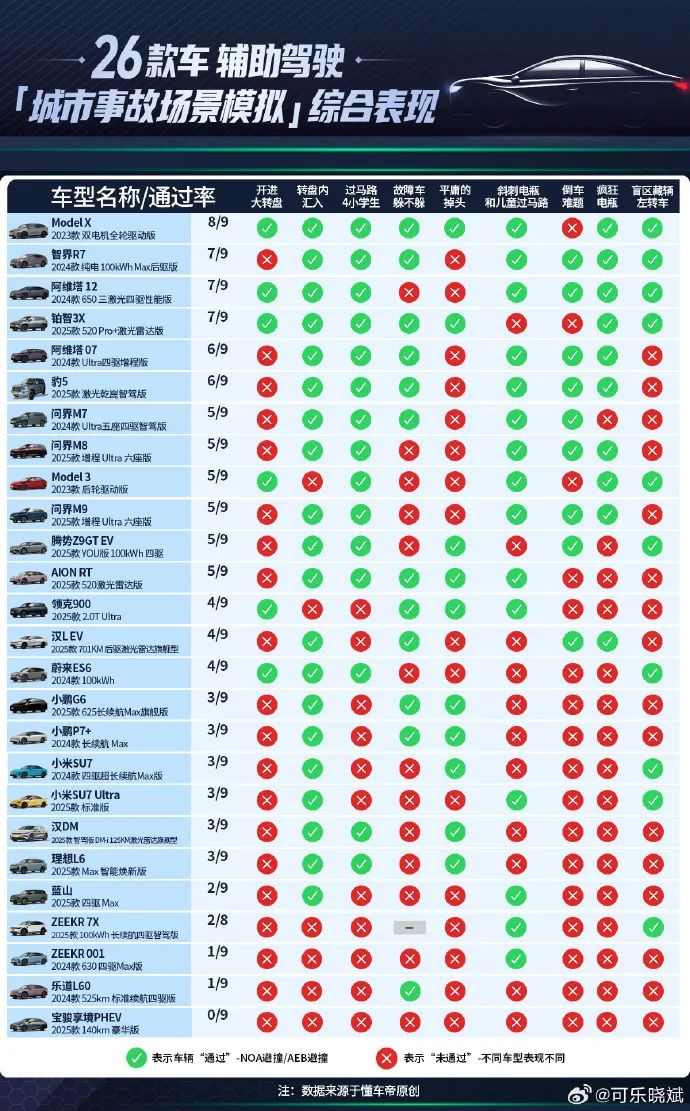 26款车 辅助驾驶
「城市事故场景模拟」综合表现
车型名称/通过率 开进大转盘 转盘内汇入 过马路4小学生 故障车躲不躲 平庸的掉头 斜刺电瓶和儿童过马路 倒车难题 疯狂电瓶 盲区藏辆左转车
Model X 8/9
2023款 双电机全轮驱动版
智界R7 7/9
2024款 纯电 100kWh Max后驱版
阿维塔 12 7/9
2024款 650 三激光四驱性能版
铂智3X 7/9
2025款 520 Pro+激光雷达版
阿维塔 07 6/9
2024款 Ultra四驱增程版
豹5 6/9
2025款 激光乾崑智驾版
问界M7 5/9
2024款 Ultra五座四驱智驾版
问界M8 5/9
2025款 增程 Ultra 六座版
Model 3 5/9
2023款 后轮驱动版
问界M9 5/9
2025款 增程 Ultra 六座版
腾势Z9GT EV 5/9
2025款 YOU版 100kWh 四驱
AION RT 5/9
2025款 520激光雷达版
领克900 4/9
2025款 2.0T Ultra
汉L EV 4/9
2025款 701KM 后驱激光雷达旗舰型
蔚来ES6 4/9
2024款 100kWh
小鹏G6 3/9
2025款 625长续航Max旗舰版
小鹏P7+ 3/9
2024款 长续航 Max
小米SU7 3/9
2024款 四驱超长续航Max版
小米SU7 Ultra 3/9
2025款 标准版
汉DM 3/9
2025款 智驾版 DM-i 125KM激光雷达旗舰型
理想L6 3/9
2025款 Max 智能焕新版
蓝山 2/9
2025款 四驱 Max
ZEEKR 7X 2/8 –
2025款 100kWh 长续航四驱智驾版
ZEEKR 001 1/9
2024款 630 四驱Max版
乐道L60 1/9
2024款 525km 标准续航四驱版
宝骏享境PHEV 0/9
2025款 140km 豪华版
表示车辆“通过”-NOA避撞/AEB避撞 表示“未通过”-不同车型表现不同
注：数据来源于懂车帝原创
@可乐晓斌